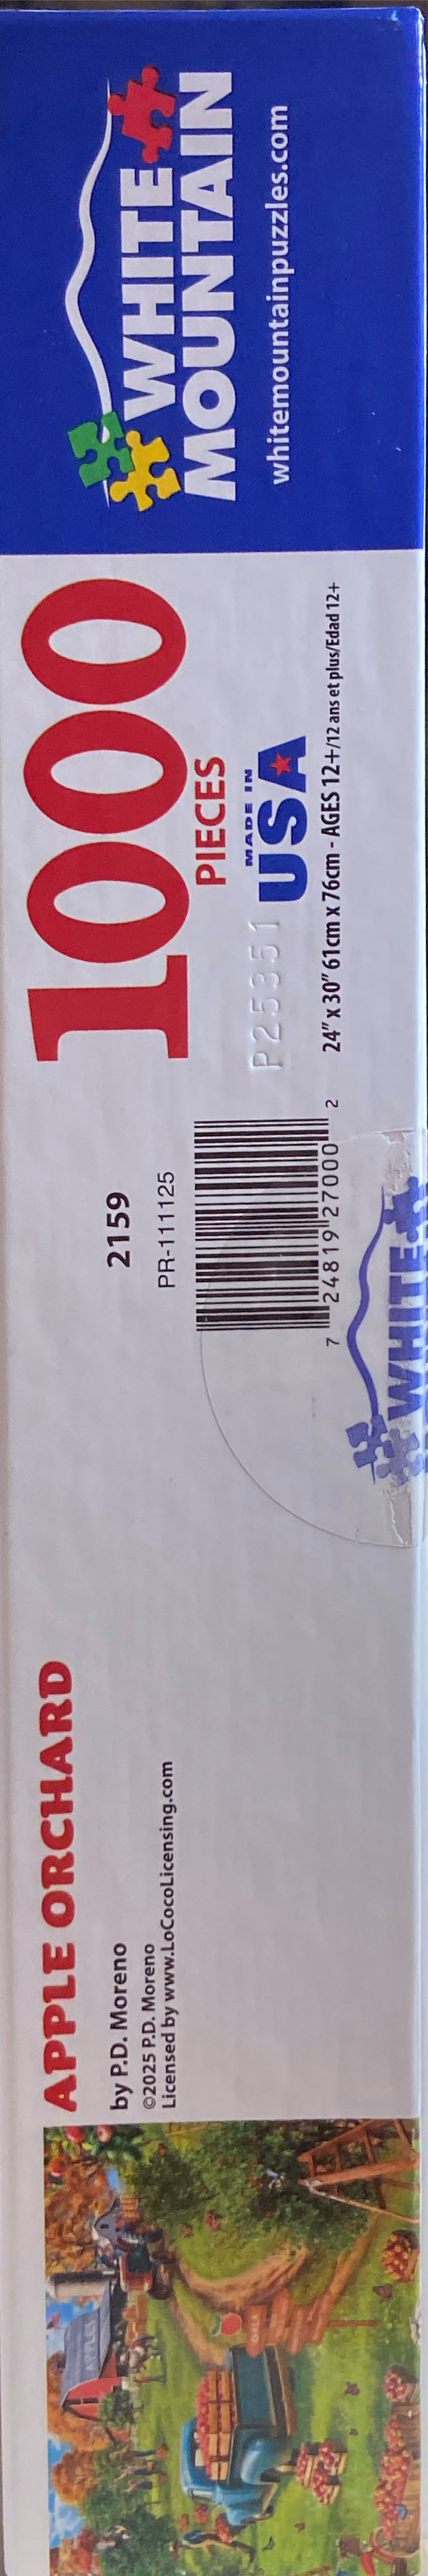 APPLE ORCHARD
by P.D. Moreno
©2025 P.D. Moreno
Licensed by www.LoCocoLicensing.com
APPLES
GALA
2159
PR-111125
7 24819 27000 2
WHITE
1000
PIECES
P25351
MADE IN
USA
24" x 30" 61cm x 76cm - AGES 12+/12 ans et plus/Edad 12+
WHITE
MOUNTAIN
whitemountainpuzzles.com